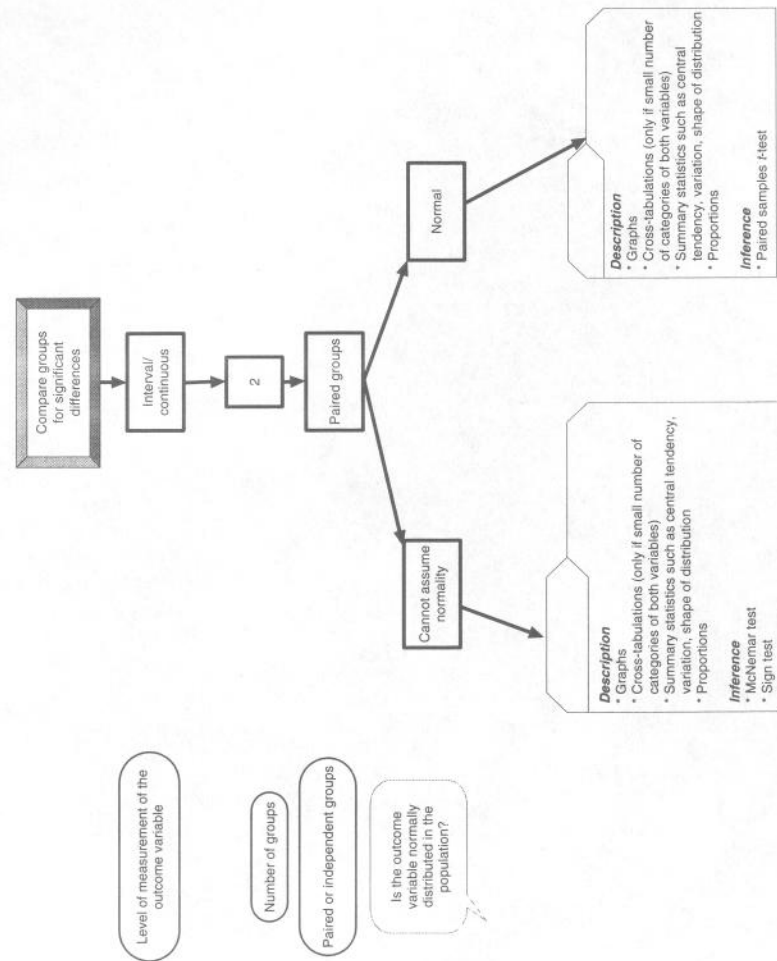 Compare groups
for significant
differences
Level of measurement of the
outcome variable
Interval/
continuous
Number of groups
2
Paired or independent groups
Paired groups
Is the outcome
variable normally
distributed in the
population?
Cannot assume
normality
Normal
Description
* Graphs
* Cross-tabulations (only if small number of
categories of both variables)
* Summary statistics such as central tendency,
variation, shape of distribution
* Proportions
Inference
* McNemar test
* Sign test
Description
* Graphs
* Cross-tabulations (only if small number
of categories of both variables)
* Summary statistics such as central
tendency, variation, shape of distribution
* Proportions
Inference
* Paired samples t-test